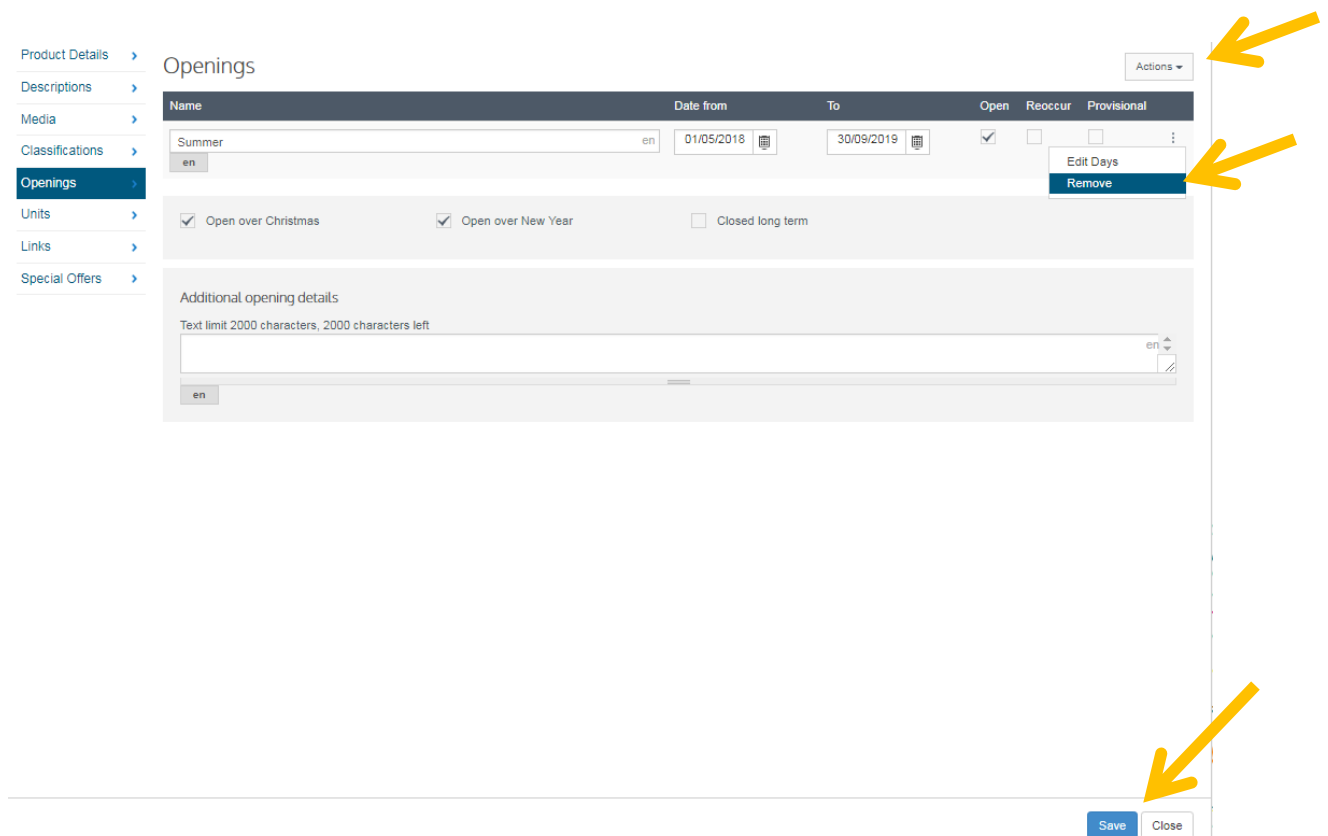 Product Details
Descriptions
Media
Classifications
Openings
Units
Links
Special Offers
Openings
Actions
Name Date from To Open Reoccur Provisional
Summer en 01/05/2018 30/09/2019
en
Edit Days
Remove
Open over Christmas Open over New Year Closed long term
Additional opening details
Text limit 2000 characters, 2000 characters left
en
en
Save Close